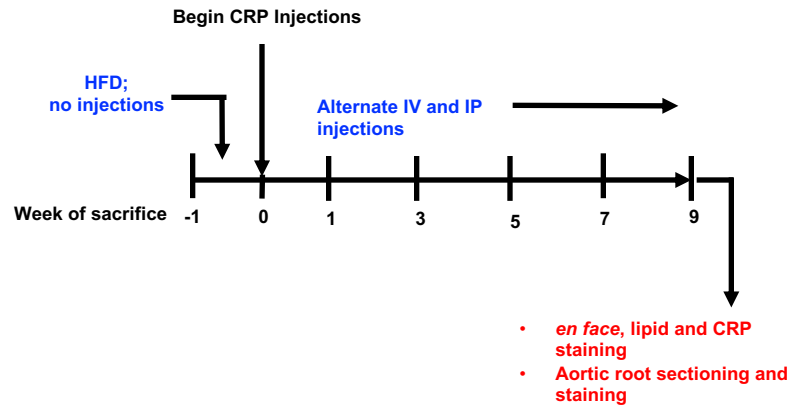 Begin CRP Injections
HFD;
no injections
Alternate IV and IP
injections
Week of sacrifice -1 0 1 3 5 7 9
• en face, lipid and CRP
staining
• Aortic root sectioning and
staining